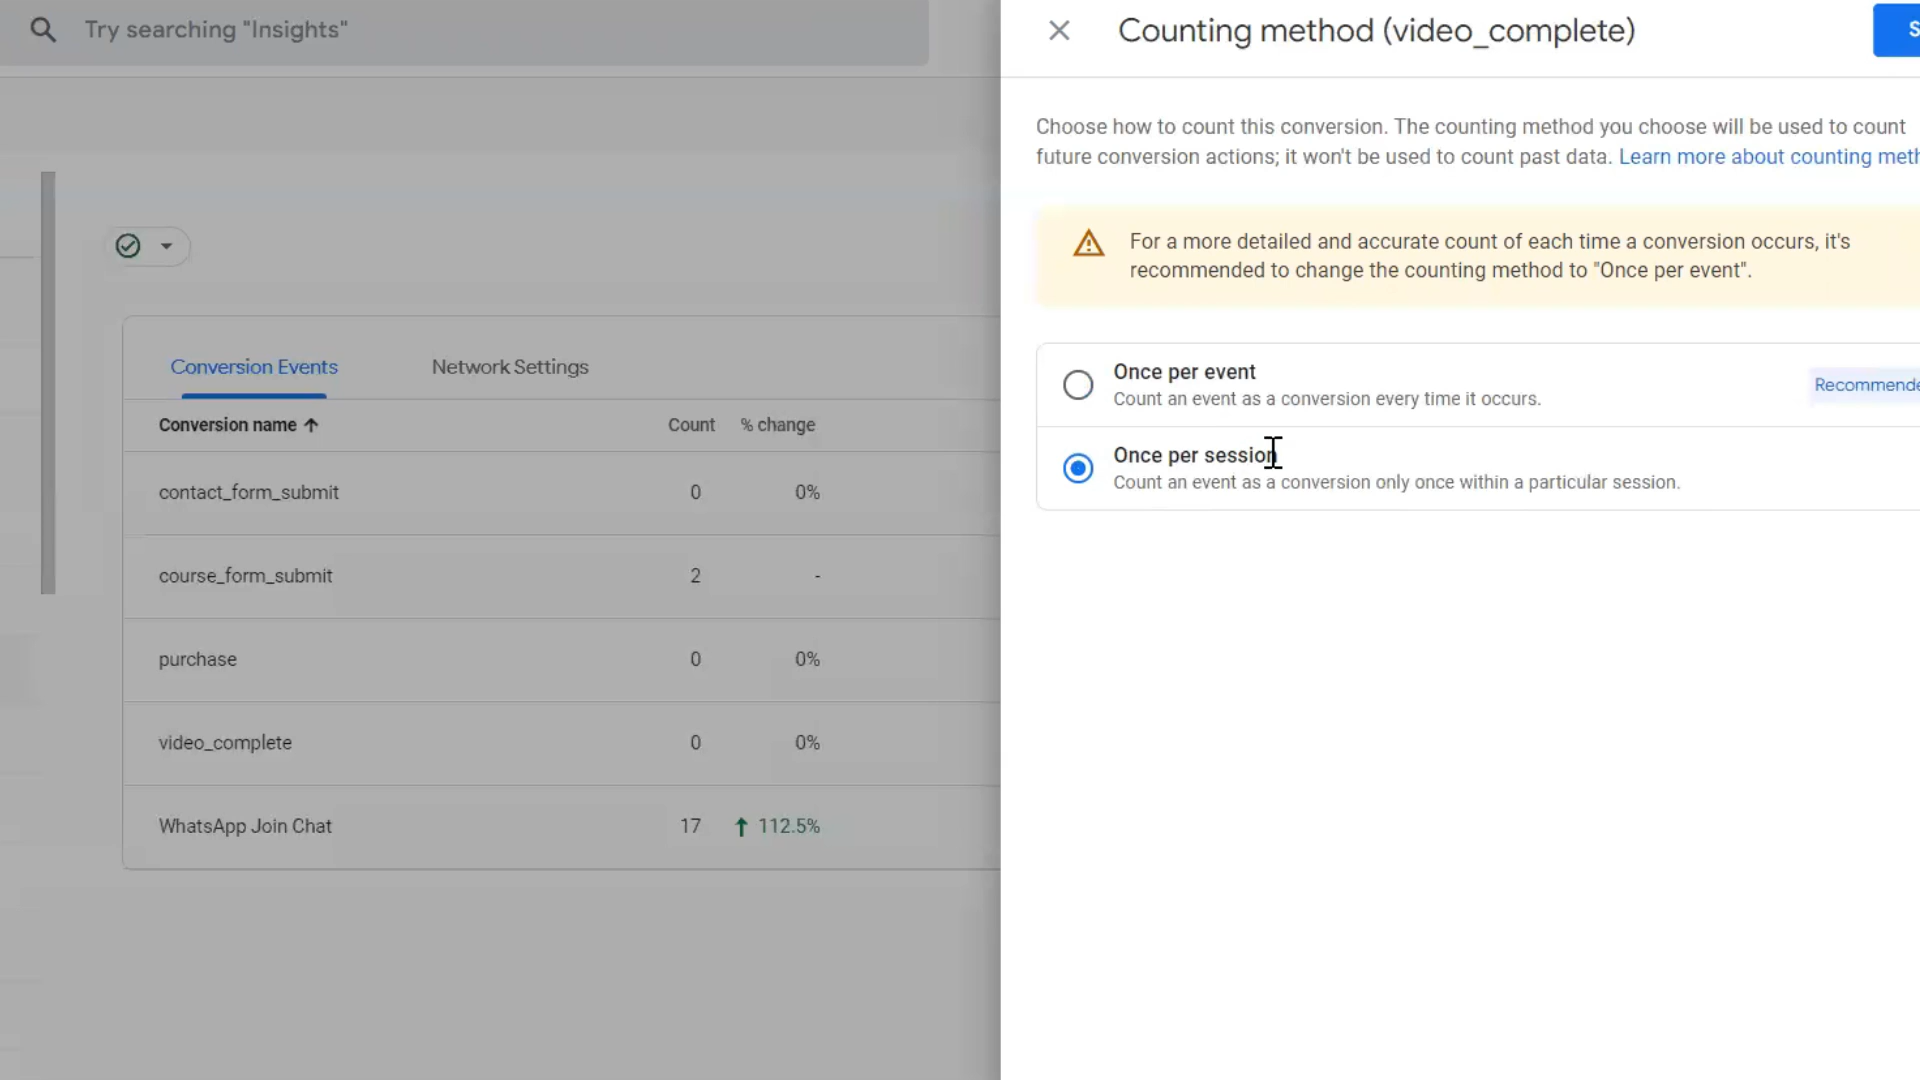 Try searching "Insights"
Counting method (video_complete)
S
Choose how to count this conversion. The counting method you choose will be used to count
future conversion actions; it won't be used to count past data. Learn more about counting meth
For a more detailed and accurate count of each time a conversion occurs, it's
recommended to change the counting method to "Once per event".
Once per event
Count an event as a conversion every time it occurs.
Recommende
Once per session
Count an event as a conversion only once within a particular session.
Conversion Events Network Settings
Conversion name Count % change
contact_form_submit 0 0%
course_form_submit 2 -
purchase 0 0%
video_complete 0 0%
WhatsApp Join Chat 17 112.5%